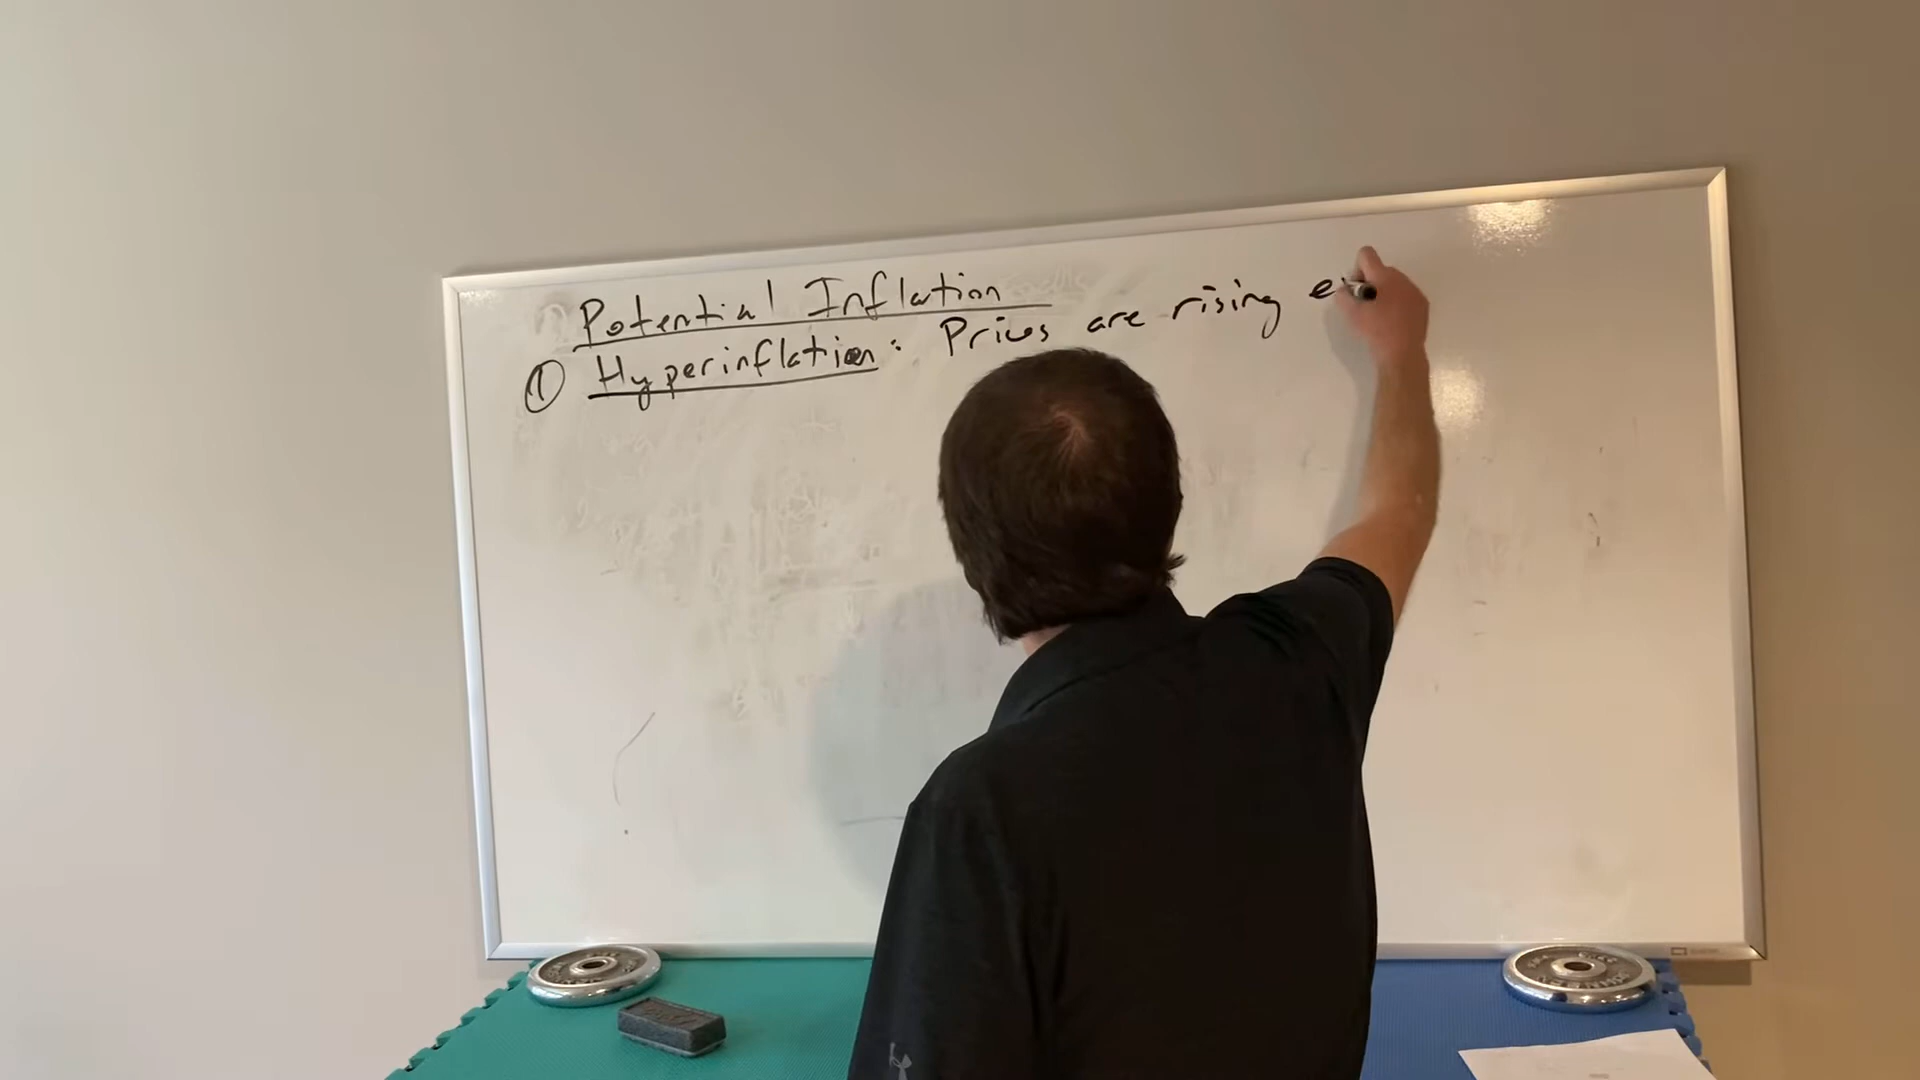 Potential Inflation
① Hyperinflation: Prices are rising